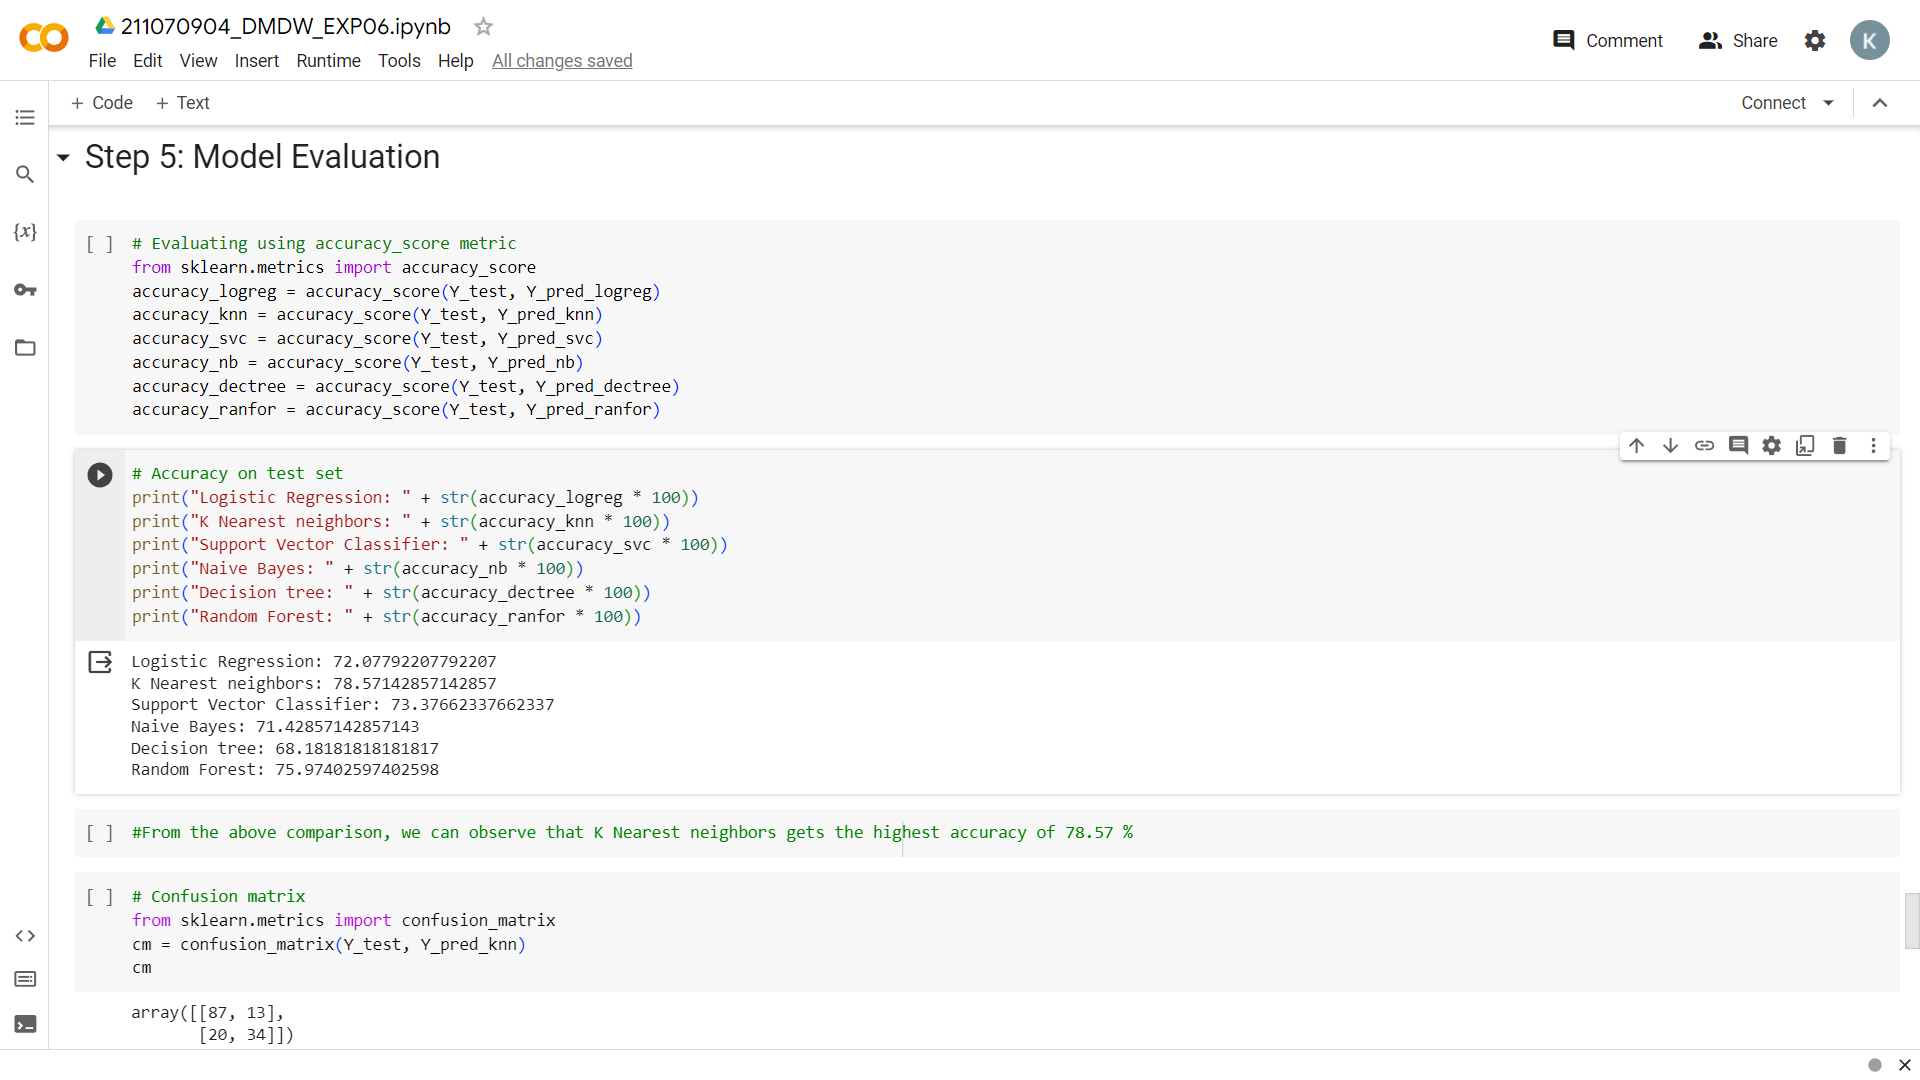 211070904_DMDW_EXP06.ipynb
File Edit View Insert Runtime Tools Help All changes saved
Comment Share K
+ Code + Text
Connect
Step 5: Model Evaluation
{x}
[ ] # Evaluating using accuracy_score metric
from sklearn.metrics import accuracy_score
accuracy_logreg = accuracy_score(Y_test, Y_pred_logreg)
accuracy_knn = accuracy_score(Y_test, Y_pred_knn)
accuracy_svc = accuracy_score(Y_test, Y_pred_svc)
accuracy_nb = accuracy_score(Y_test, Y_pred_nb)
accuracy_dectree = accuracy_score(Y_test, Y_pred_dectree)
accuracy_ranfor = accuracy_score(Y_test, Y_pred_ranfor)
# Accuracy on test set
print("Logistic Regression: " + str(accuracy_logreg * 100))
print("K Nearest neighbors: " + str(accuracy_knn * 100))
print("Support Vector Classifier: " + str(accuracy_svc * 100))
print("Naive Bayes: " + str(accuracy_nb * 100))
print("Decision tree: " + str(accuracy_dectree * 100))
print("Random Forest: " + str(accuracy_ranfor * 100))
Logistic Regression: 72.07792207792207
K Nearest neighbors: 78.57142857142857
Support Vector Classifier: 73.37662337662337
Naive Bayes: 71.42857142857143
Decision tree: 68.18181818181817
Random Forest: 75.97402597402598
[ ] #From the above comparison, we can observe that K Nearest neighbors gets the highest accuracy of 78.57 %
[ ] # Confusion matrix
from sklearn.metrics import confusion_matrix
cm = confusion_matrix(Y_test, Y_pred_knn)
cm
array([[87, 13],
[20, 34]])